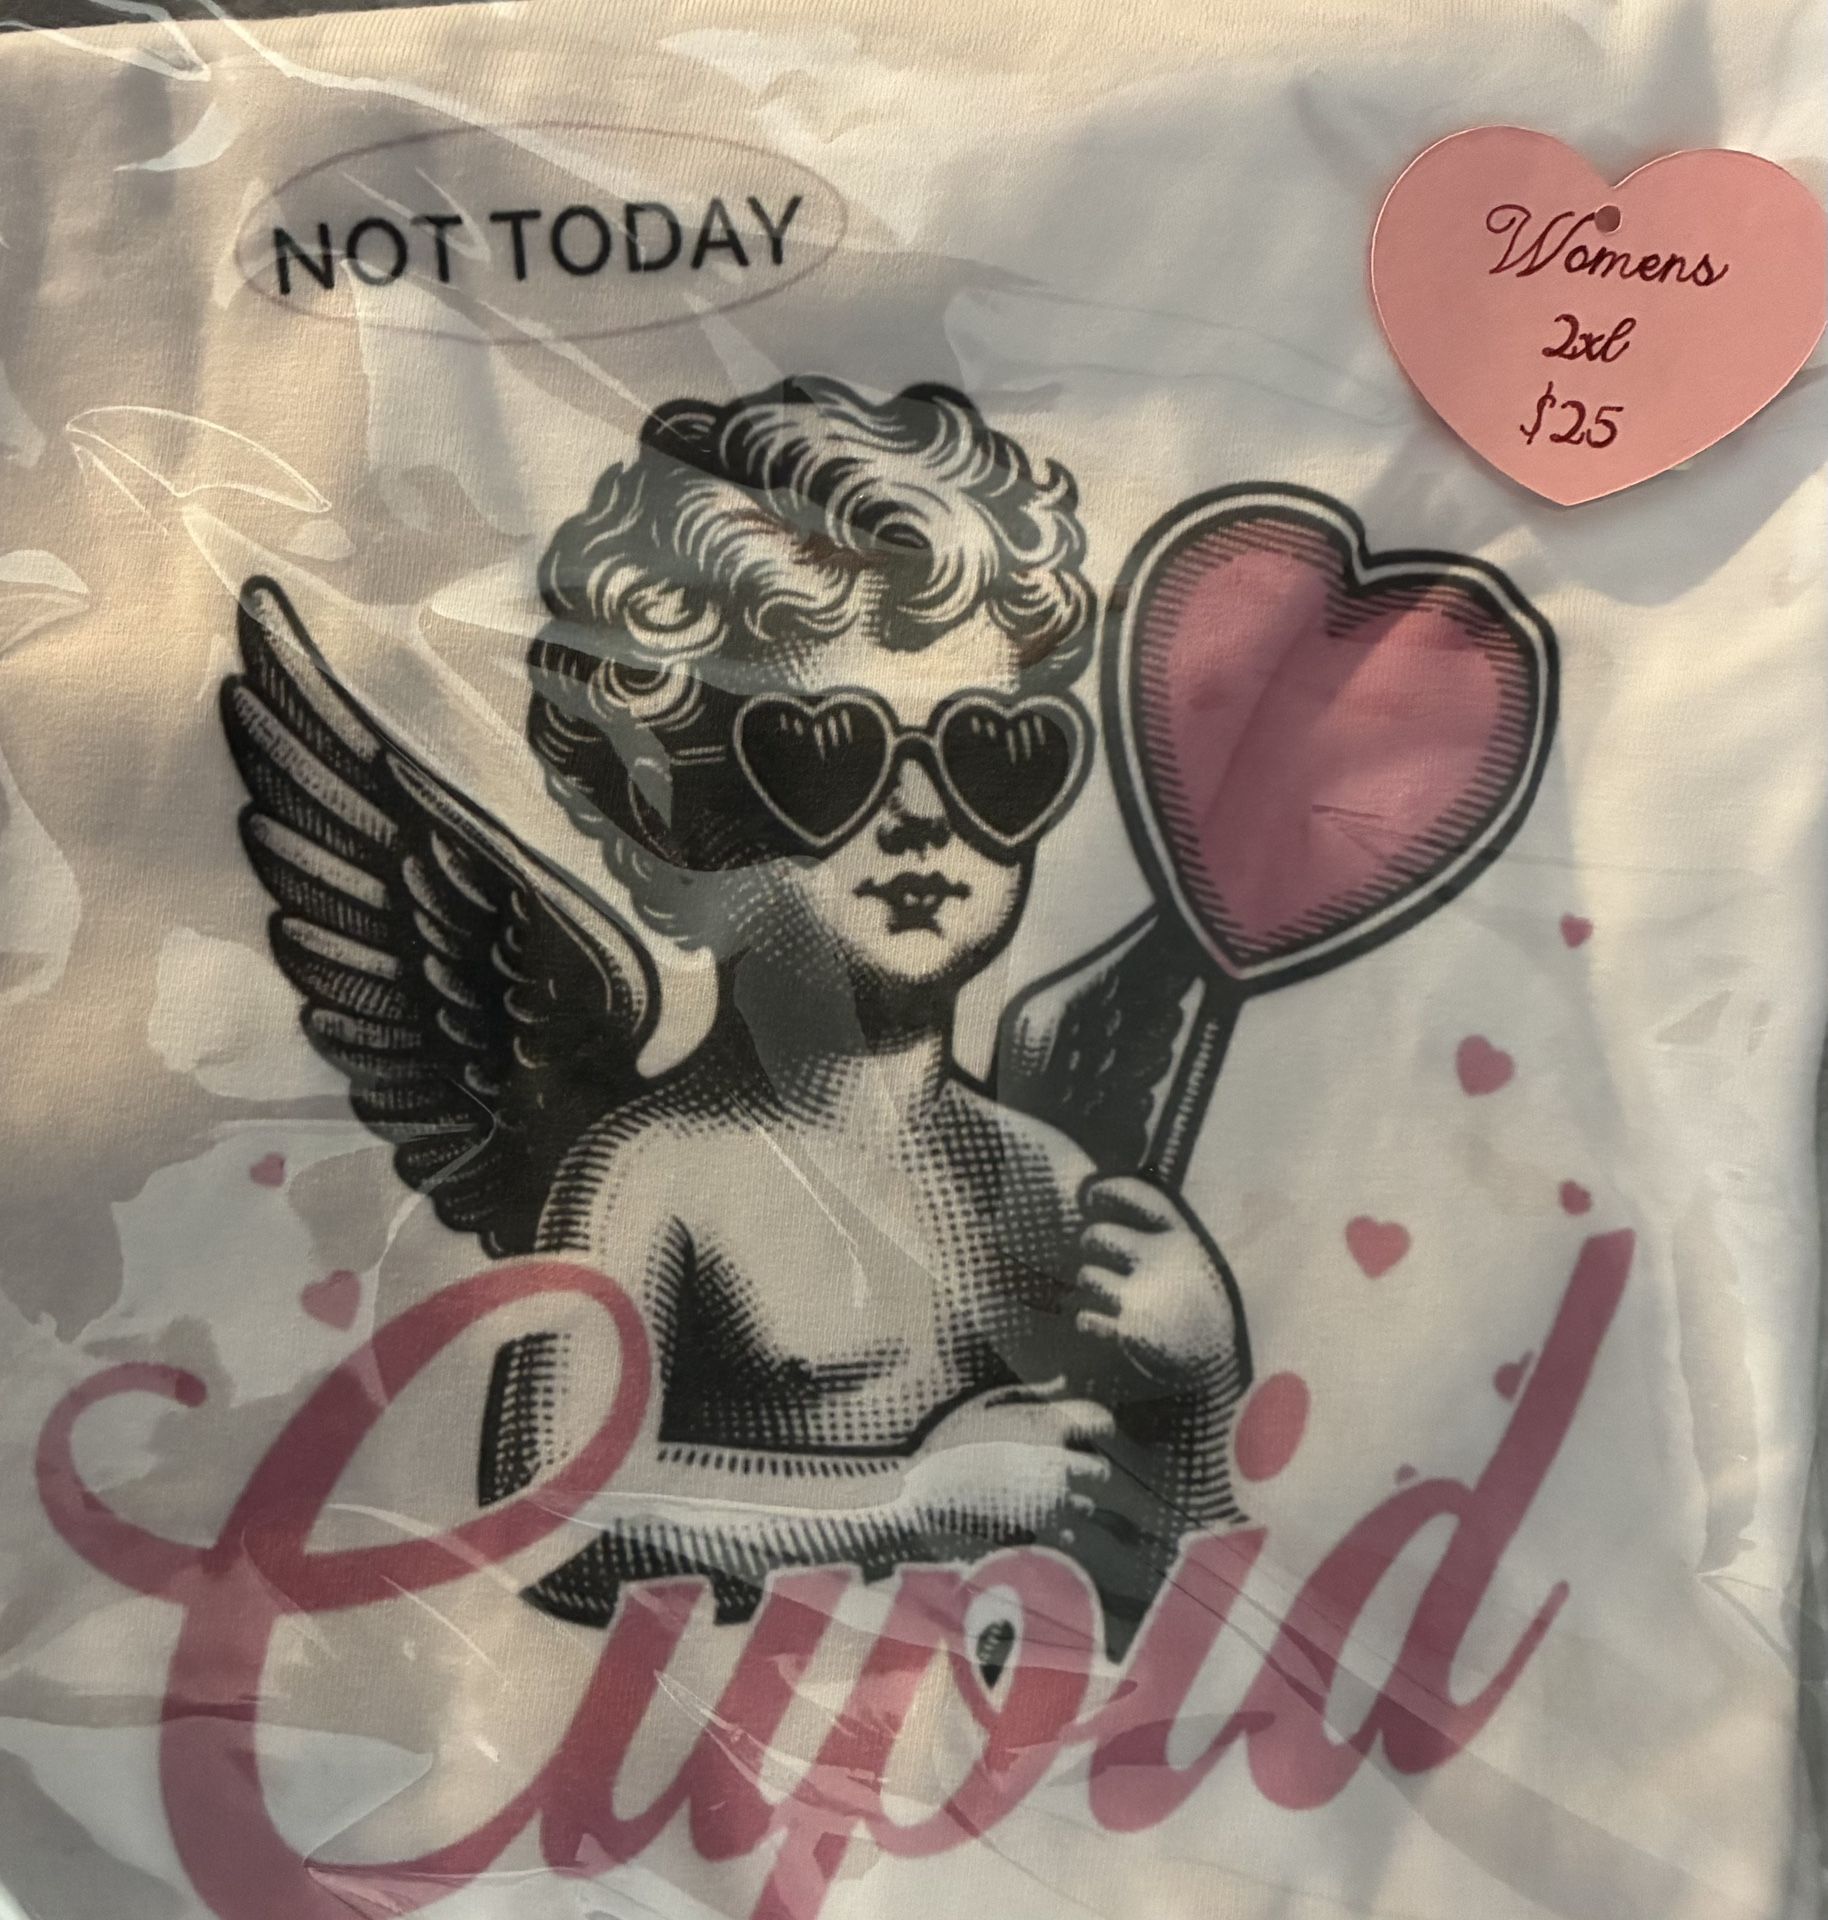 NOT TODAY
Womens
2xl
$25
Cupid